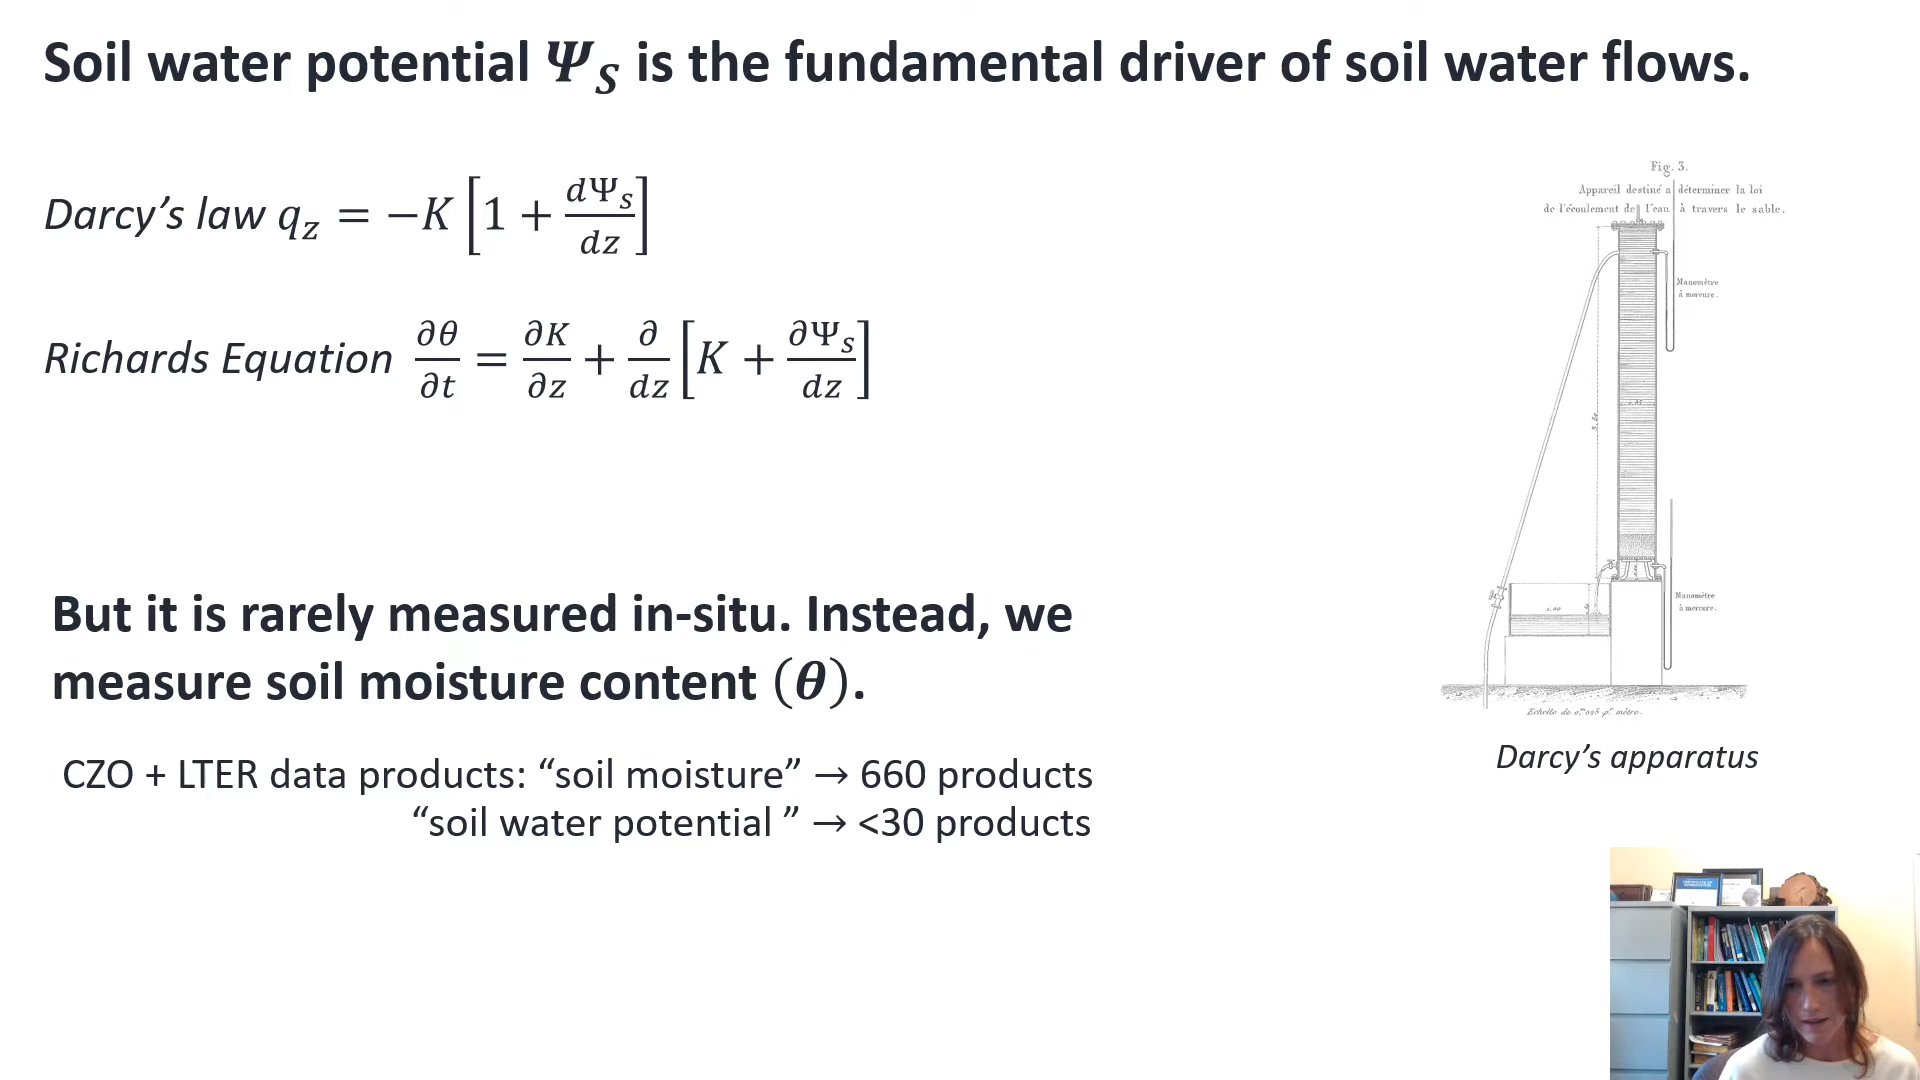 Soil water potential Ψ_S is the fundamental driver of soil water flows.
Darcy's law q_z = −K [1 + dΨ_s/dz]
Richards Equation ∂θ/∂t = ∂K/∂z + ∂/dz [K + ∂Ψ_s/dz]
But it is rarely measured in-situ. Instead, we
measure soil moisture content (θ).
CZO + LTER data products: “soil moisture” → 660 products
“soil water potential ” → <30 products
Fig. 3.
Appareil destiné a déterminer la loi
de l'écoulement de l'eau à travers le sable.
Manomètre
à mercure.
Manomètre
à mercure.
Darcy's apparatus